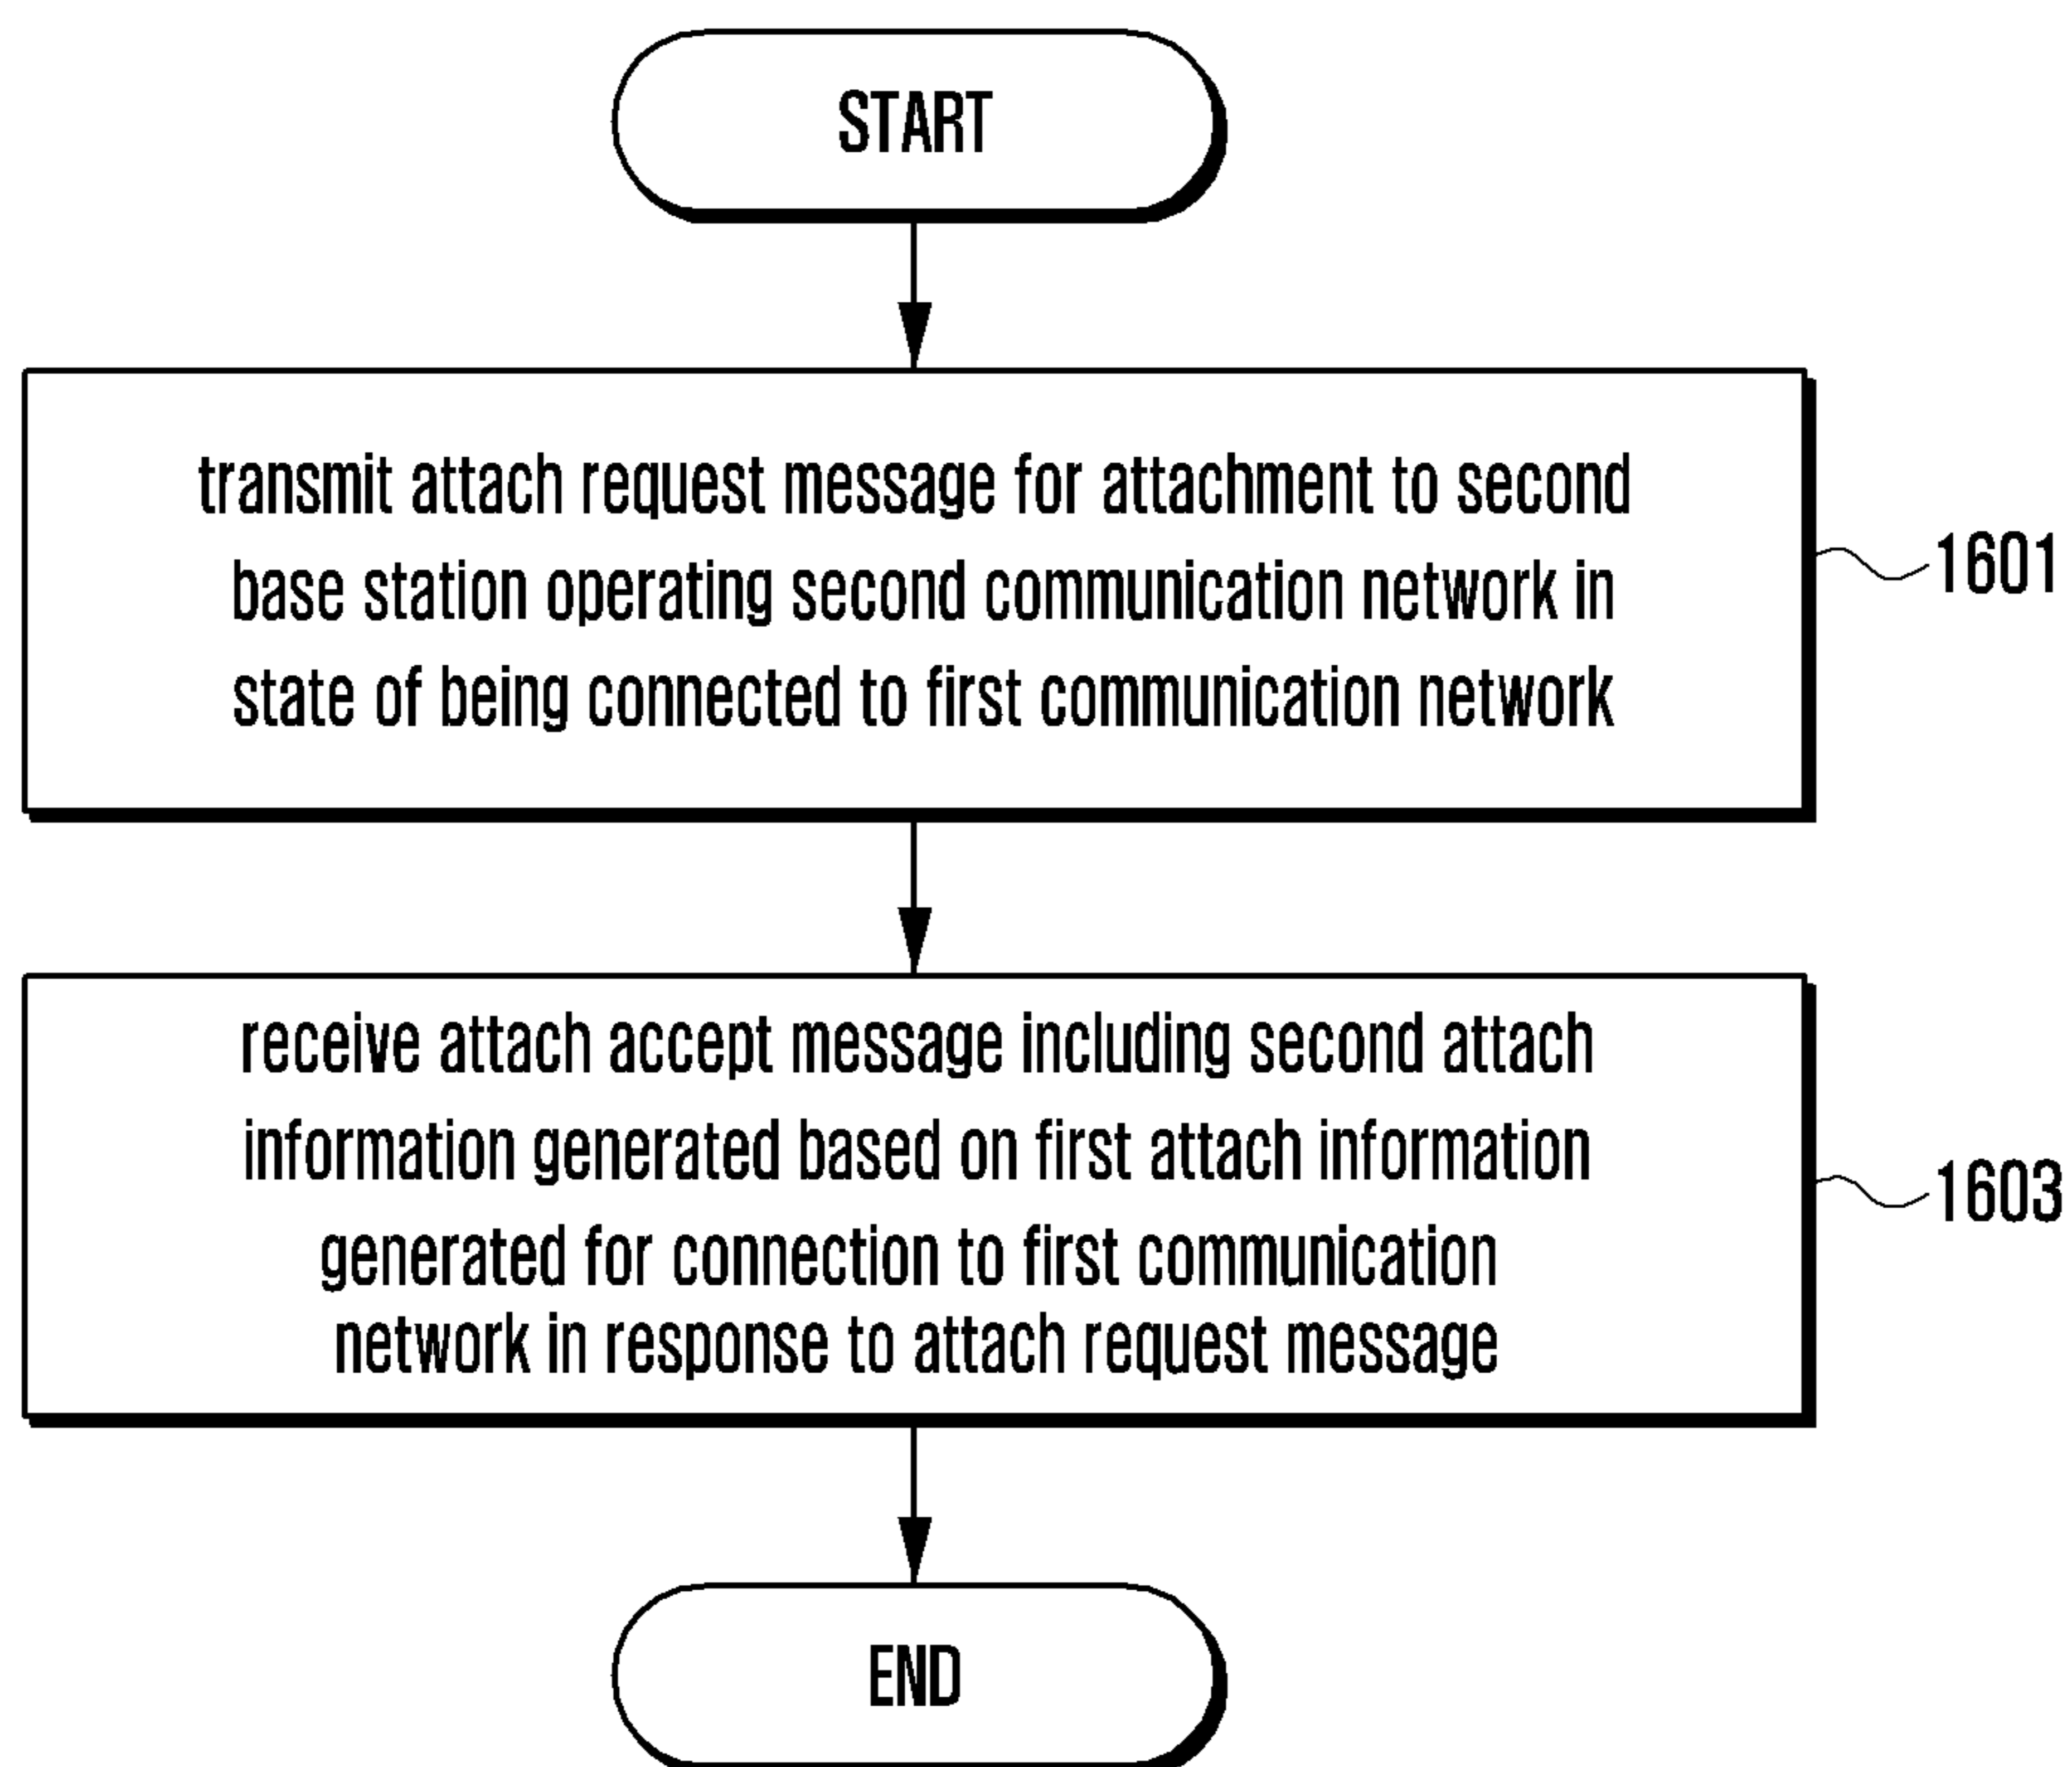 START
transmit attach request message for attachment to second
base station operating second communication network in
state of being connected to first communication network
1601
receive attach accept message including second attach
information generated based on first attach information
generated for connection to first communication
network in response to attach request message
1603
END